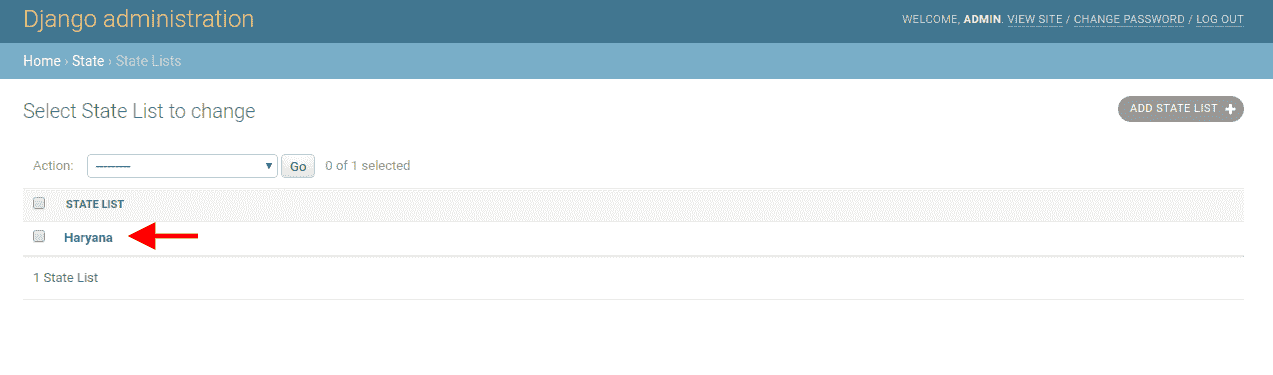 Django administration
WELCOME, ADMIN. VIEW SITE / CHANGE PASSWORD / LOG OUT
Home › State › State Lists
Select State List to change
ADD STATE LIST +
Action: --------- Go 0 of 1 selected
STATE LIST
Haryana
1 State List